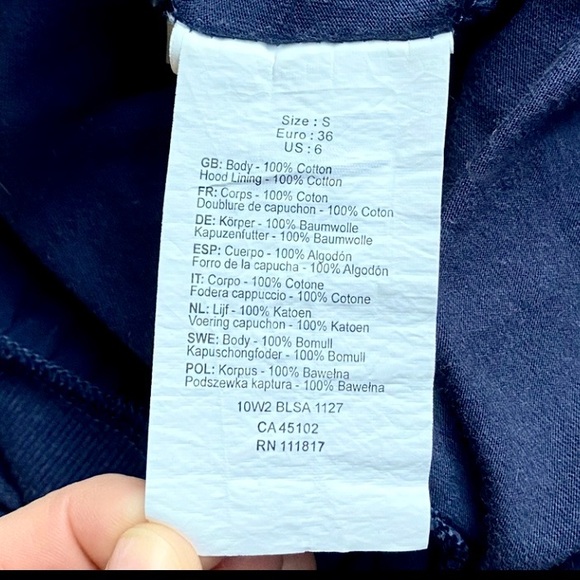 Size : S
Euro : 36
US : 6
GB: Body - 100% Cotton
Hood Lining - 100% Cotton
FR: Corps - 100% Coton
Doublure de capuchon - 100% Coton
DE: Körper - 100% Baumwolle
Kapuzenfutter - 100% Baumwolle
ESP: Cuerpo - 100% Algodón
Forro de la capucha - 100% Algodón
IT: Corpo - 100% Cotone
Fodera cappuccio - 100% Cotone
NL: Lijf - 100% Katoen
Voering capuchon - 100% Katoen
SWE: Body - 100% Bomull
Kapuschongfoder - 100% Bomull
POL: Korpus - 100% Bawełna
Podszewka kaptura - 100% Bawełna
10W2 BLSA 1127
CA 45102
RN 111817